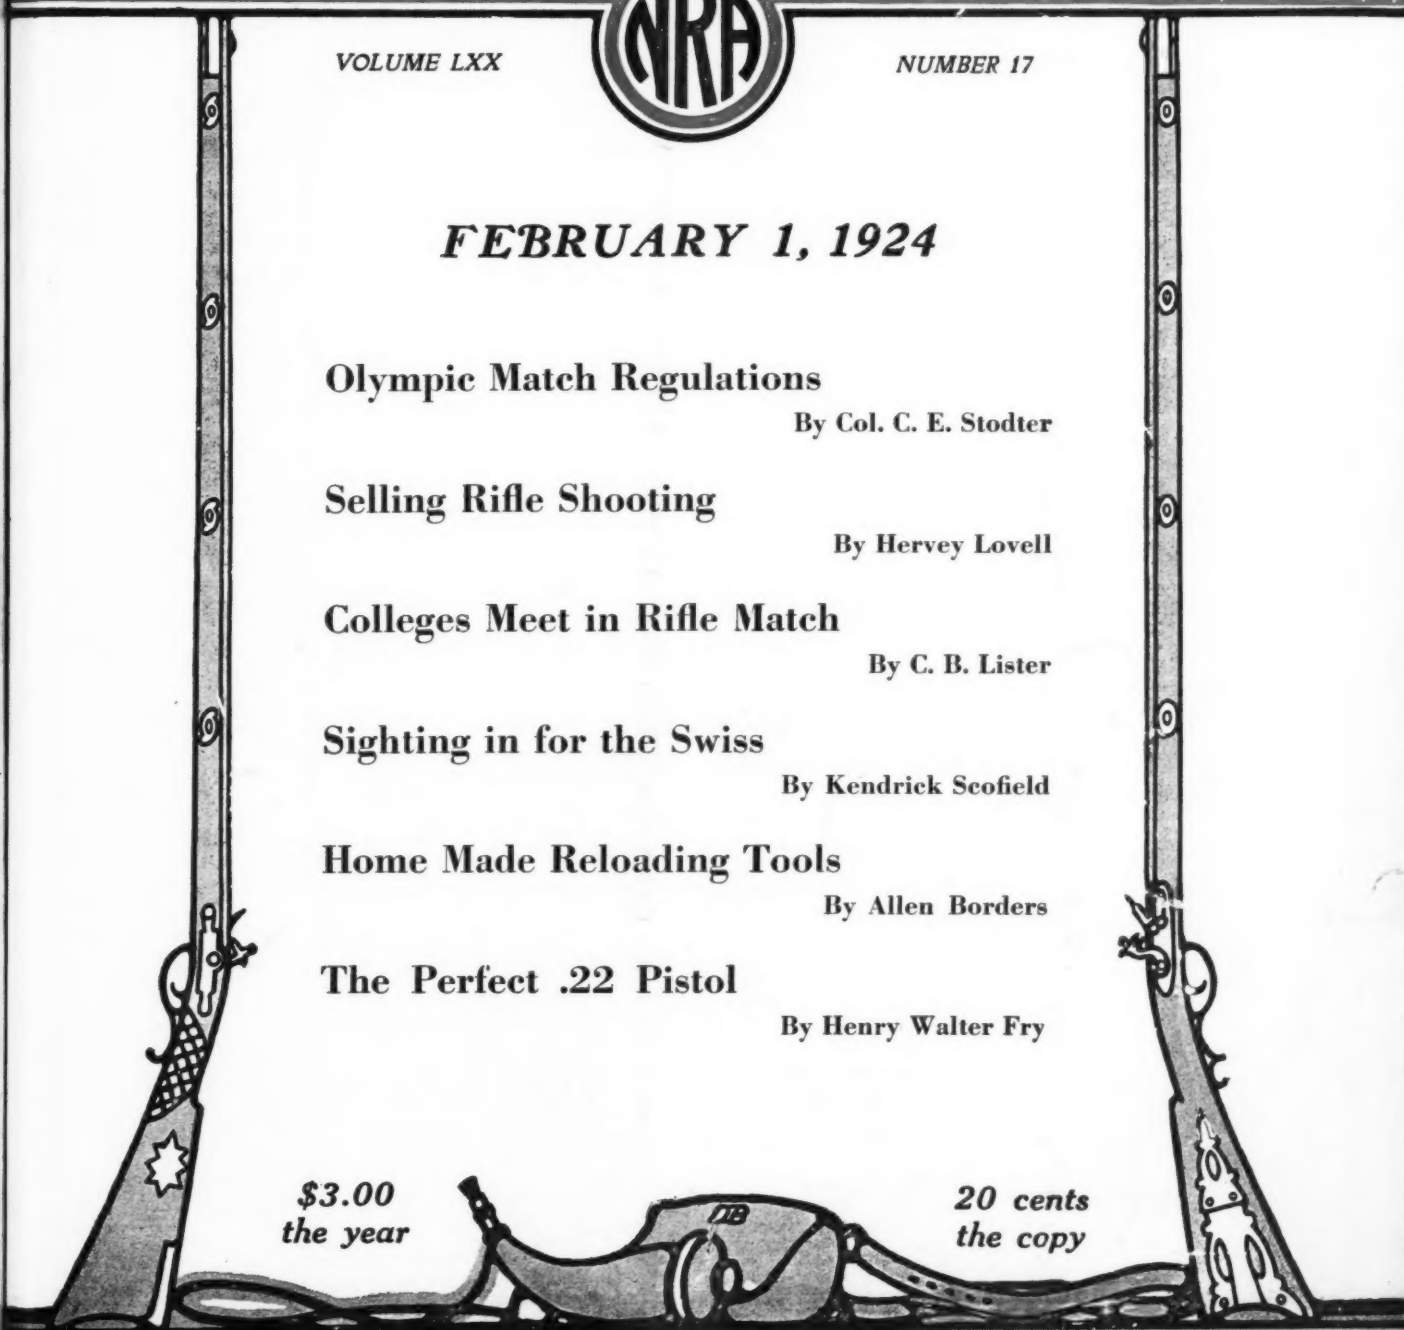 NRA
VOLUME LXX
NUMBER 17
FEBRUARY 1, 1924
Olympic Match Regulations
By Col. C. E. Stodter
Selling Rifle Shooting
By Hervey Lovell
Colleges Meet in Rifle Match
By C. B. Lister
Sighting in for the Swiss
By Kendrick Scofield
Home Made Reloading Tools
By Allen Borders
The Perfect .22 Pistol
By Henry Walter Fry
$3.00
the year
20 cents
the copy